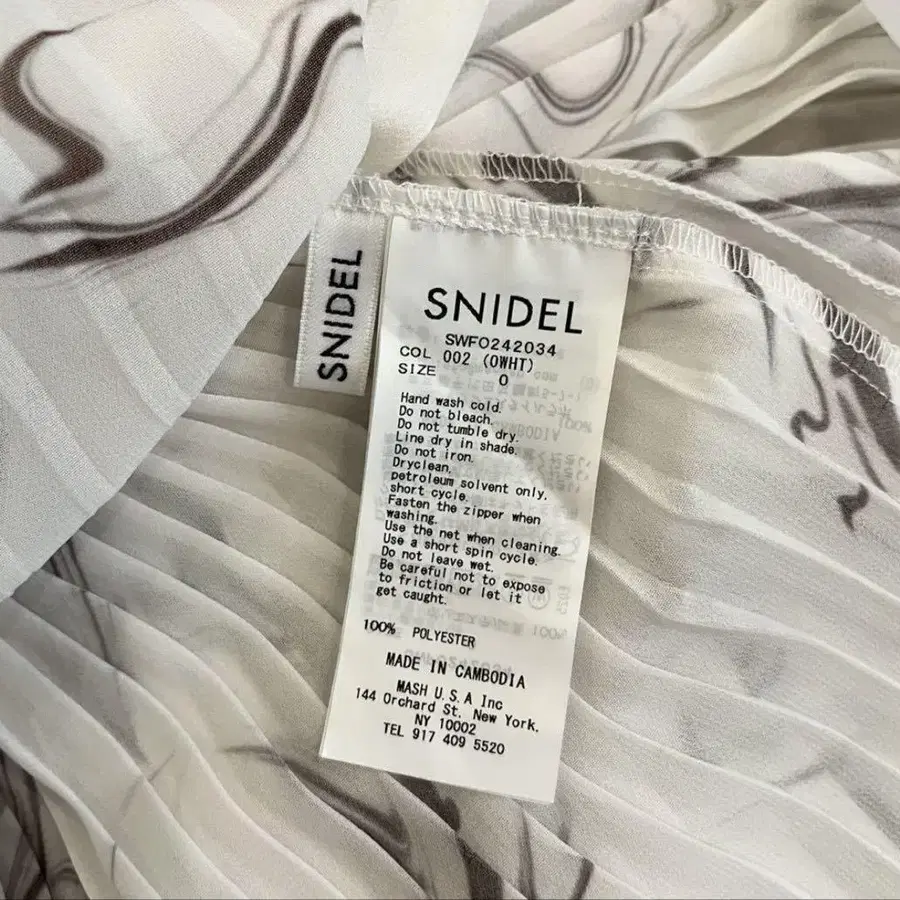 SNIDEL
SNIDEL
SWFO242034
COL 002 (OWHT)
SIZE 0
Hand wash cold.
Do not bleach.
Do not tumble dry.
Line dry in shade.
Do not iron.
Dryclean.
petroleum solvent only.
short cycle.
Fasten the zipper when
washing.
Use the net when cleaning.
Use a short spin cycle.
Do not leave wet.
Be careful not to expose
to friction or let it
get caught.
100% POLYESTER
MADE IN CAMBODIA
MASH U.S.A Inc
144 Orchard St. New York.
NY 10002
TEL 917 409 5520